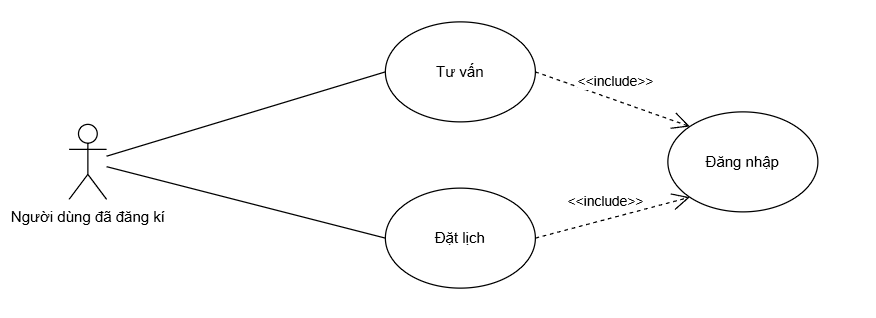 Tư vấn
<<include>>
Đăng nhập
Người dùng đã đăng kí
<<include>>
Đặt lịch